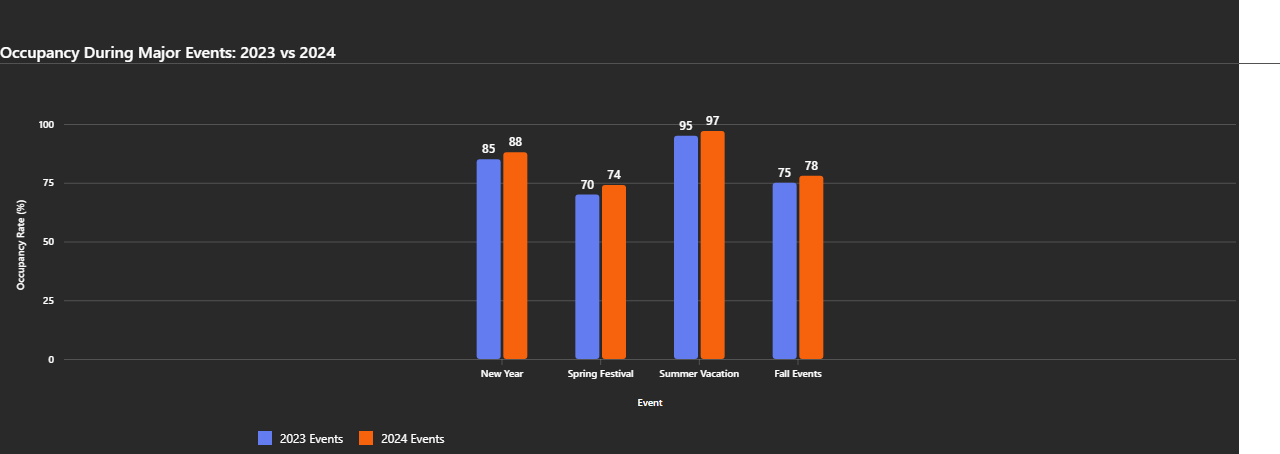 Occupancy During Major Events: 2023 vs 2024
100
75
50
25
0
Occupancy Rate (%)
85 88 70 74 95 97 75 78
New Year Spring Festival Summer Vacation Fall Events
Event
2023 Events 2024 Events